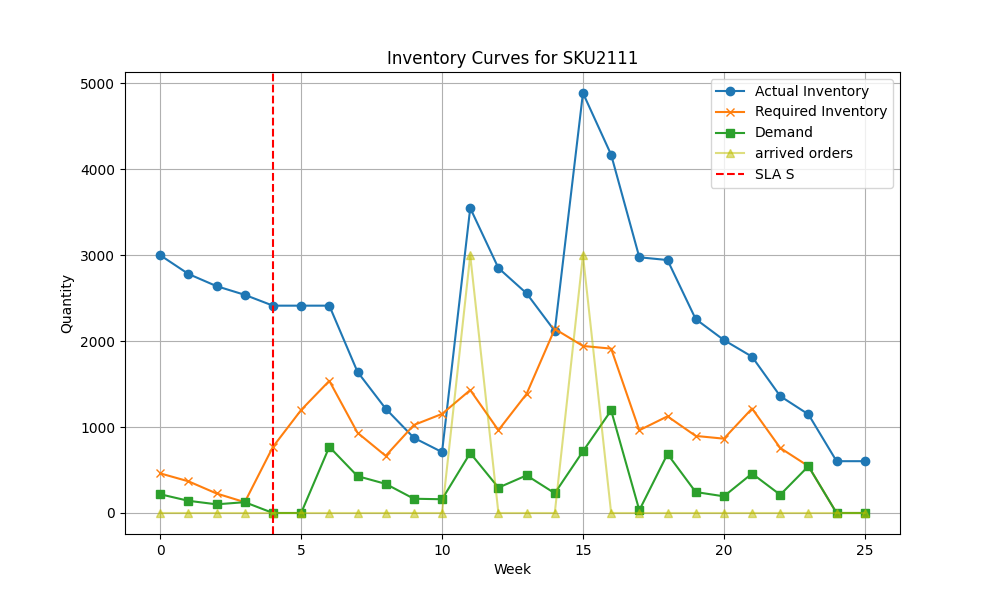 Inventory Curves for SKU2111
5000
4000
3000
2000
1000
0
Quantity
Actual Inventory
Required Inventory
Demand
arrived orders
SLA S
0 5 10 15 20 25
Week